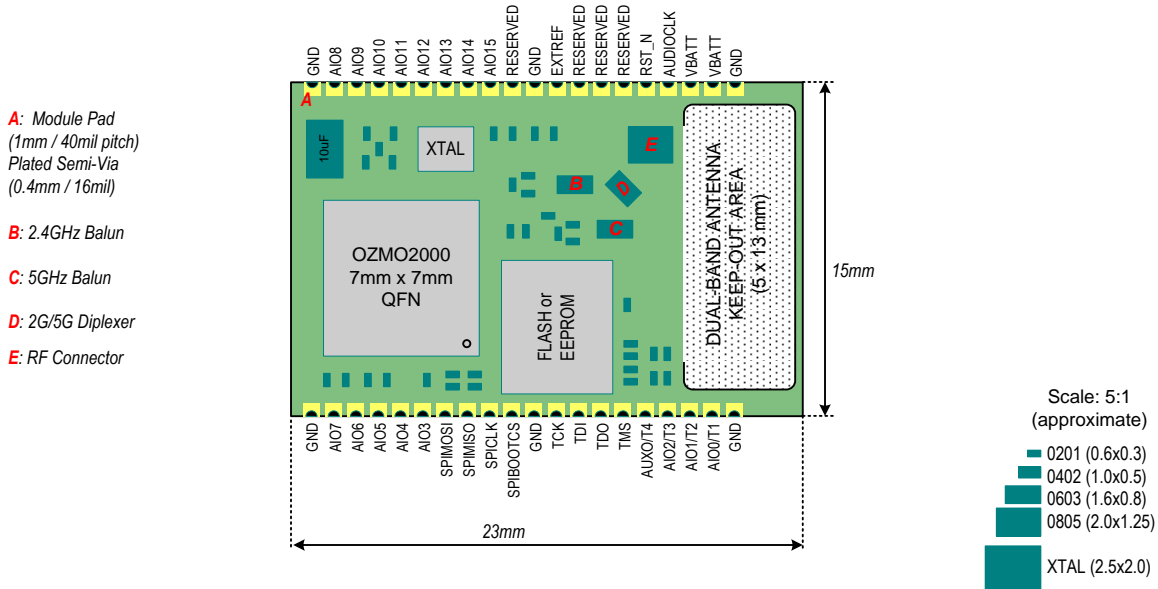 GND
AIO8
AIO9
AIO10
AIO11
AIO12
AIO13
AIO14
AIO15
RESERVED
GND
EXTREF
RESERVED
RESERVED
RESERVED
RST_N
AUDIOCLK
VBATT
VBATT
GND
A: Module Pad
(1mm / 40mil pitch)
Plated Semi-Via
(0.4mm / 16mil)
B: 2.4GHz Balun
C: 5GHz Balun
D: 2G/5G Diplexer
E: RF Connector
A
10uF
XTAL
E
B
D
C
OZMO2000
7mm x 7mm
QFN
FLASH or
EEPROM
DUAL-BAND ANTENNA
KEEP-OUT AREA
(5 x 13 mm)
15mm
GND
AIO7
AIO6
AIO5
AIO4
AIO3
SPIMOSI
SPIMISO
SPICLK
SPIBOOTCS
GND
TCK
TDI
TDO
TMS
AUXO/T4
AIO2/T3
AIO1/T2
AIO0/T1
GND
23mm
Scale: 5:1
(approximate)
0201 (0.6x0.3)
0402 (1.0x0.5)
0603 (1.6x0.8)
0805 (2.0x1.25)
XTAL (2.5x2.0)